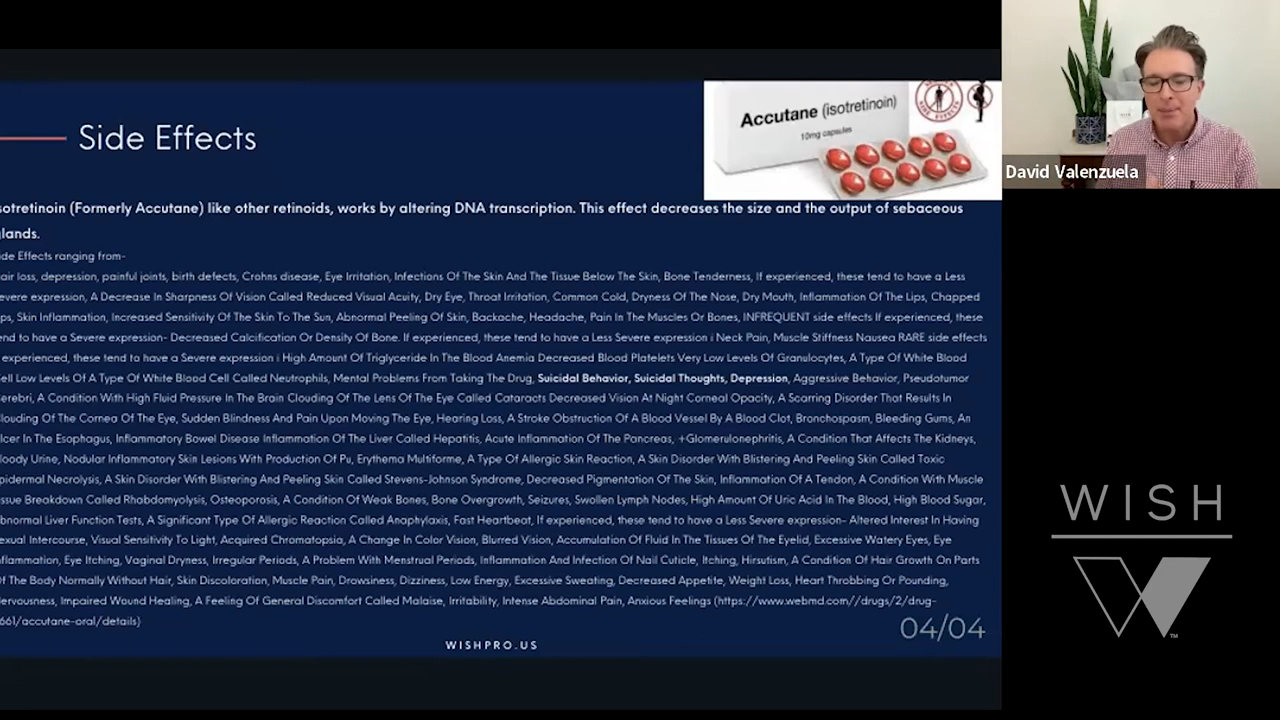 Side Effects
Accutane (isotretinoin)
10mg capsules
SIDE EFFECTS
sotretinoin (Formerly Accutane) like other retinoids, works by altering DNA transcription. This effect decreases the size and the output of sebaceous
glands.
ide Effects ranging from-
air loss, depression, painful joints, birth defects, Crohns disease, Eye Irritation, Infections Of The Skin And The Tissue Below The Skin, Bone Tenderness, If experienced, these tend to have a Less
evere expression, A Decrease In Sharpness Of Vision Called Reduced Visual Acuity, Dry Eye, Throat Irritation, Common Cold, Dryness Of The Nose, Dry Mouth, Inflammation Of The Lips, Chapped
ps, Skin Inflammation, Increased Sensitivity Of The Skin To The Sun, Abnormal Peeling Of Skin, Backache, Headache, Pain In The Muscles Or Bones, INFREQUENT side effects If experienced, these
end to have a Severe expression- Decreased Calcification Or Density Of Bone. If experienced, these tend to have a Less Severe expression i Neck Pain, Muscle Stiffness Nausea RARE side effects
experienced, these tend to have a Severe expression i High Amount Of Triglyceride In The Blood Anemia Decreased Blood Platelets Very Low Levels Of Granulocytes, A Type Of White Blood
ell Low Levels Of A Type Of White Blood Cell Called Neutrophils, Mental Problems From Taking The Drug, Suicidal Behavior, Suicidal Thoughts, Depression, Aggressive Behavior, Pseudotumor
erebri, A Condition With High Fluid Pressure In The Brain Clouding Of The Lens Of The Eye Called Cataracts Decreased Vision At Night Corneal Opacity, A Scarring Disorder That Results In
louding Of The Cornea Of The Eye, Sudden Blindness And Pain Upon Moving The Eye, Hearing Loss, A Stroke Obstruction Of A Blood Vessel By A Blood Clot, Bronchospasm, Bleeding Gums, An
lcer In The Esophagus, Inflammatory Bowel Disease Inflammation Of The Liver Called Hepatitis, Acute Inflammation Of The Pancreas, +Glomerulonephritis, A Condition That Affects The Kidneys,
loody Urine, Nodular Inflammatory Skin Lesions With Production Of Pu, Erythema Multiforme, A Type Of Allergic Skin Reaction, A Skin Disorder With Blistering And Peeling Skin Called Toxic
pidermal Necrolysis, A Skin Disorder With Blistering And Peeling Skin Called Stevens-Johnson Syndrome, Decreased Pigmentation Of The Skin, Inflammation Of A Tendon, A Condition With Muscle
issue Breakdown Called Rhabdomyolysis, Osteoporosis, A Condition Of Weak Bones, Bone Overgrowth, Seizures, Swollen Lymph Nodes, High Amount Of Uric Acid In The Blood, High Blood Sugar,
bnormal Liver Function Tests, A Significant Type Of Allergic Reaction Called Anaphylaxis, Fast Heartbeat, If experienced, these tend to have a Less Severe expression- Altered Interest In Having
exual Intercourse, Visual Sensitivity To Light, Acquired Chromatopsia, A Change In Color Vision, Blurred Vision, Accumulation Of Fluid In The Tissues Of The Eyelid, Excessive Watery Eyes, Eye
nflammation, Eye Itching, Vaginal Dryness, Irregular Periods, A Problem With Menstrual Periods, Inflammation And Infection Of Nail Cuticle, Itching, Hirsutism, A Condition Of Hair Growth On Parts
f The Body Normally Without Hair, Skin Discoloration, Muscle Pain, Drowsiness, Dizziness, Low Energy, Excessive Sweating, Decreased Appetite, Weight Loss, Heart Throbbing Or Pounding,
ervousness, Impaired Wound Healing, A Feeling Of General Discomfort Called Malaise, Irritability, Intense Abdominal Pain, Anxious Feelings (https://www.webmd.com//drugs/2/drug-
661/accutane-oral/details)
04/04
WISHPRO.US
David Valenzuela
WISH
TM